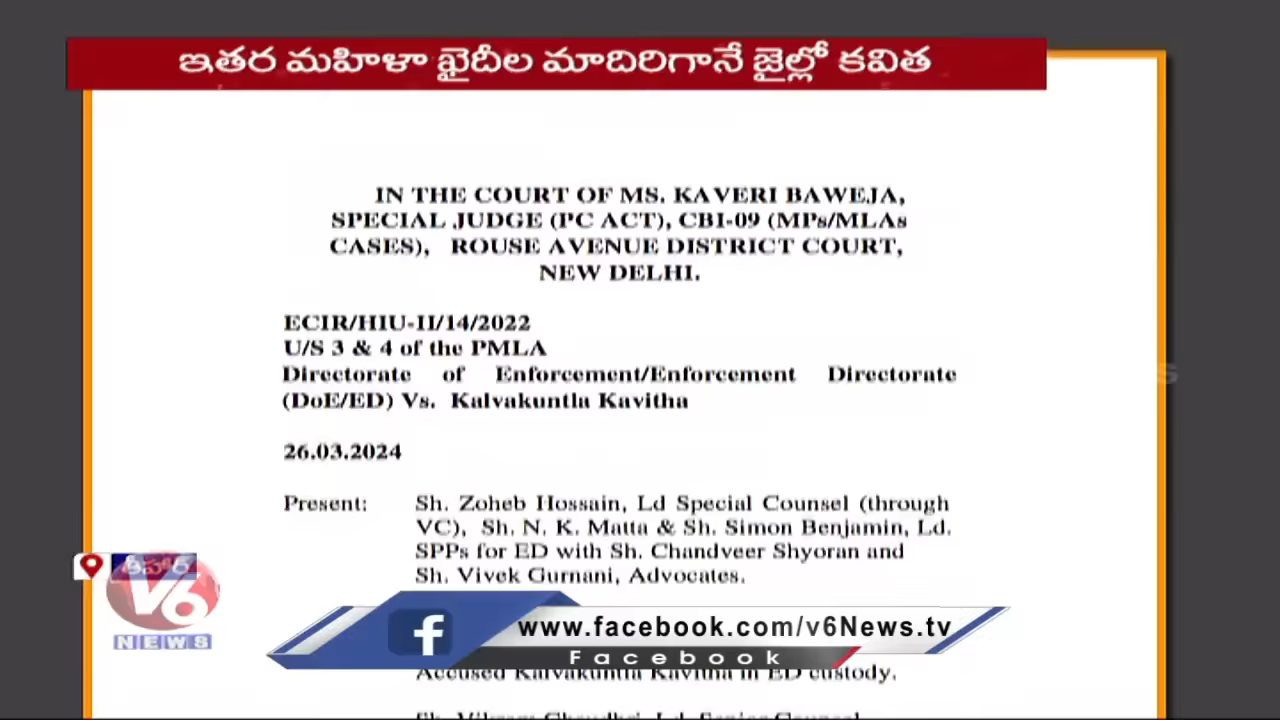 ఇతర మహిళా ఖైదీల మాదిరిగానే జైల్లో కవిత
IN THE COURT OF MS. KAVERI BAWEJA,
SPECIAL JUDGE (PC ACT), CBI-09 (MPs/MLAs
CASES), ROUSE AVENUE DISTRICT COURT,
NEW DELHI.
ECIR/HIU-II/14/2022
U/S 3 & 4 of the PMLA
Directorate of Enforcement/Enforcement Directorate
(DoE/ED) Vs. Kalvakuntla Kavitha
26.03.2024
Present: Sh. Zoheb Hossain, Ld Special Counsel (through
VC), Sh. N. K. Matta & Sh. Simon Benjamin, Ld.
SPPs for ED with Sh. Chandveer Shyoran and
Sh. Vivek Gurnani, Advocates.
తీహార్
V6
NEWS
www.facebook.com/v6News.tv
Facebook
Accused Kalvakuntla Kavitha in ED custody.